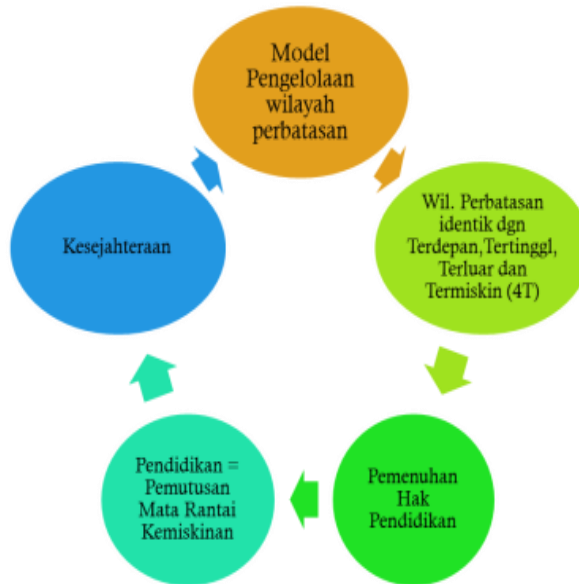 Model
Pengelolaan
wilayah
perbatasan
Wil. Perbatasan
identik dgn
Terdepan,Tertinggl,
Terluar dan
Termiskin (4T)
Pemenuhan
Hak
Pendidikan
Pendidikan =
Pemutusan
Mata Rantai
Kemiskinan
Kesejahteraan